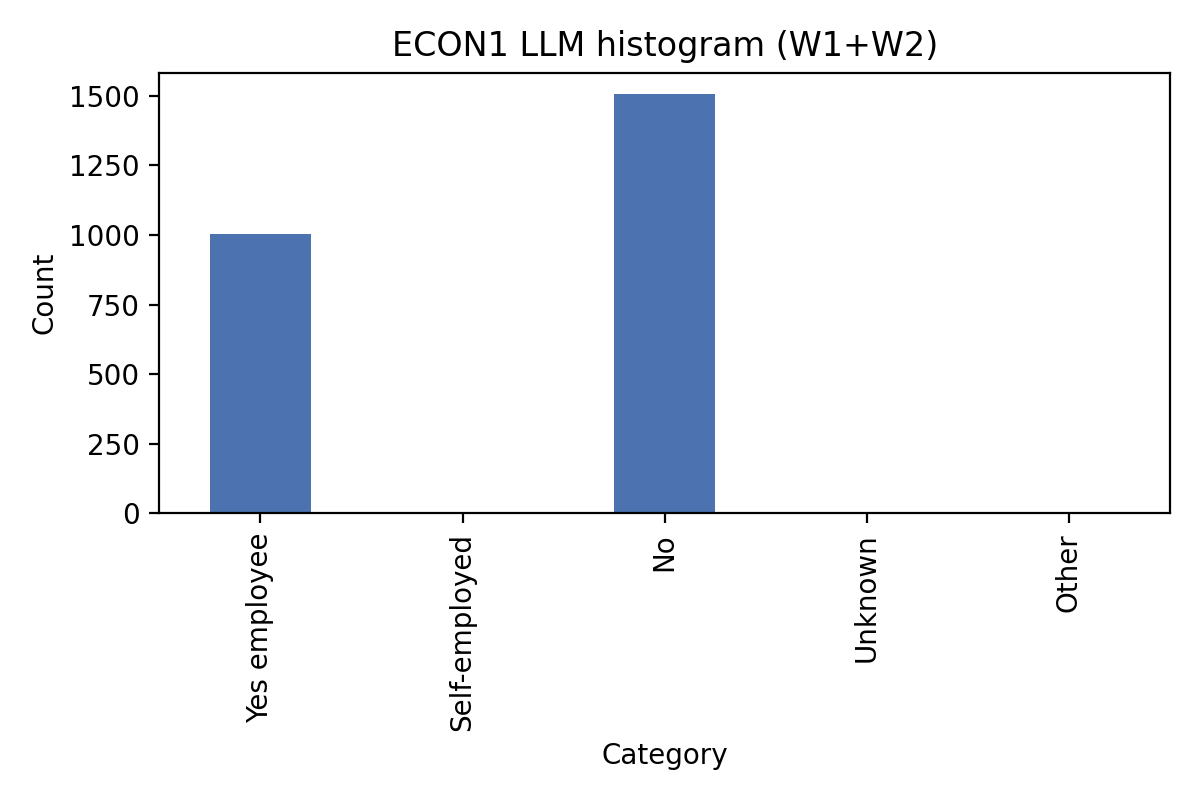 ECON1 LLM histogram (W1+W2)
Count
1500
1250
1000
750
500
250
0
Yes employee
Self-employed
No
Unknown
Other
Category